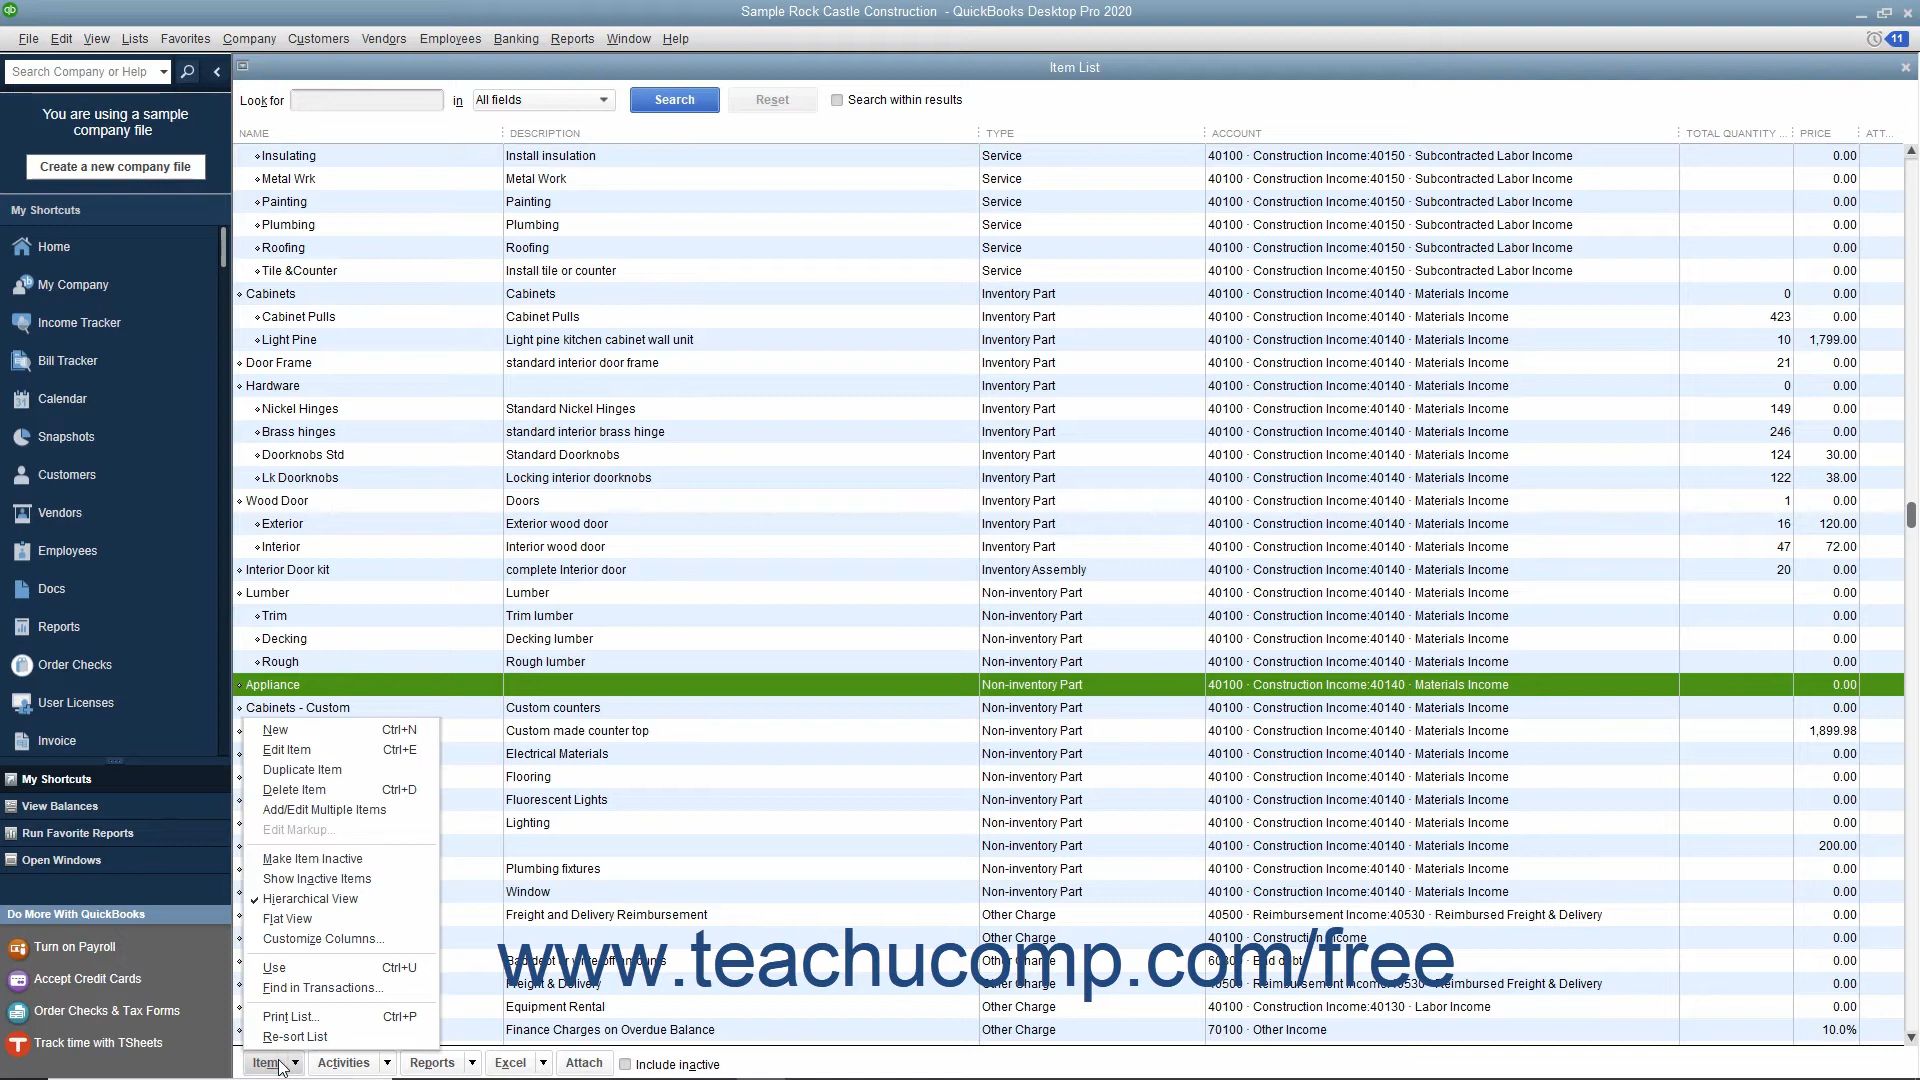 Sample Rock Castle Construction - QuickBooks Desktop Pro 2020
File Edit View Lists Favorites Company Customers Vendors Employees Banking Reports Window Help
11
Search Company or Help
You are using a sample
company file
Create a new company file
My Shortcuts
Home
My Company
Income Tracker
Bill Tracker
Calendar
Snapshots
Customers
Vendors
Employees
Docs
Reports
Order Checks
User Licenses
Invoice
My Shortcuts
View Balances
Run Favorite Reports
Open Windows
Do More With QuickBooks
Turn on Payroll
Accept Credit Cards
Order Checks & Tax Forms
Track time with TSheets
Item List
Look for in All fields Search Reset Search within results
NAME DESCRIPTION TYPE ACCOUNT TOTAL QUANTITY ... PRICE ATT...
Insulating Install insulation Service 40100 · Construction Income:40150 · Subcontracted Labor Income 0.00
Metal Wrk Metal Work Service 40100 · Construction Income:40150 · Subcontracted Labor Income 0.00
Painting Painting Service 40100 · Construction Income:40150 · Subcontracted Labor Income 0.00
Plumbing Plumbing Service 40100 · Construction Income:40150 · Subcontracted Labor Income 0.00
Roofing Roofing Service 40100 · Construction Income:40150 · Subcontracted Labor Income 0.00
Tile &Counter Install tile or counter Service 40100 · Construction Income:40150 · Subcontracted Labor Income 0.00
Cabinets Cabinets Inventory Part 40100 · Construction Income:40140 · Materials Income 0 0.00
Cabinet Pulls Cabinet Pulls Inventory Part 40100 · Construction Income:40140 · Materials Income 423 0.00
Light Pine Light pine kitchen cabinet wall unit Inventory Part 40100 · Construction Income:40140 · Materials Income 10 1,799.00
Door Frame standard interior door frame Inventory Part 40100 · Construction Income:40140 · Materials Income 21 0.00
Hardware Inventory Part 40100 · Construction Income:40140 · Materials Income 0 0.00
Nickel Hinges Standard Nickel Hinges Inventory Part 40100 · Construction Income:40140 · Materials Income 149 0.00
Brass hinges standard interior brass hinge Inventory Part 40100 · Construction Income:40140 · Materials Income 246 0.00
Doorknobs Std Standard Doorknobs Inventory Part 40100 · Construction Income:40140 · Materials Income 124 30.00
Lk Doorknobs Locking interior doorknobs Inventory Part 40100 · Construction Income:40140 · Materials Income 122 38.00
Wood Door Doors Inventory Part 40100 · Construction Income:40140 · Materials Income 1 0.00
Exterior Exterior wood door Inventory Part 40100 · Construction Income:40140 · Materials Income 16 120.00
Interior Interior wood door Inventory Part 40100 · Construction Income:40140 · Materials Income 47 72.00
Interior Door kit complete Interior door Inventory Assembly 40100 · Construction Income:40140 · Materials Income 20 0.00
Lumber Lumber Non-inventory Part 40100 · Construction Income:40140 · Materials Income 0.00
Trim Trim lumber Non-inventory Part 40100 · Construction Income:40140 · Materials Income 0.00
Decking Decking lumber Non-inventory Part 40100 · Construction Income:40140 · Materials Income 0.00
Rough Rough lumber Non-inventory Part 40100 · Construction Income:40140 · Materials Income 0.00
Appliance Non-inventory Part 40100 · Construction Income:40140 · Materials Income 0.00
Cabinets - Custom Custom counters Non-inventory Part 40100 · Construction Income:40140 · Materials Income 0.00
Custom made counter top Non-inventory Part 40100 · Construction Income:40140 · Materials Income 1,899.98
Electrical Materials Non-inventory Part 40100 · Construction Income:40140 · Materials Income 0.00
Flooring Non-inventory Part 40100 · Construction Income:40140 · Materials Income 0.00
Fluorescent Lights Non-inventory Part 40100 · Construction Income:40140 · Materials Income 0.00
Lighting Non-inventory Part 40100 · Construction Income:40140 · Materials Income 0.00
Non-inventory Part 40100 · Construction Income:40140 · Materials Income 200.00
Plumbing fixtures Non-inventory Part 40100 · Construction Income:40140 · Materials Income 0.00
Window Non-inventory Part 40100 · Construction Income:40140 · Materials Income 0.00
Freight and Delivery Reimbursement Other Charge 40500 · Reimbursement Income:40530 · Reimbursed Freight & Delivery 0.00
Other Charge 40100 · Construction Income 0.00
Bad debt or write-off amounts Other Charge Bad debt 0.00
Freight & Delivery Other Charge 40500 · Reimbursement Income:40530 · Reimbursed Freight & Delivery 0.00
Equipment Rental Other Charge 40100 · Construction Income:40130 · Labor Income 0.00
Finance Charges on Overdue Balance Other Charge 70100 · Other Income 10.0%
New Ctrl+N
Edit Item Ctrl+E
Duplicate Item
Delete Item Ctrl+D
Add/Edit Multiple Items
Edit Markup...
Make Item Inactive
Show Inactive Items
Hierarchical View
Flat View
Customize Columns...
Use Ctrl+U
Find in Transactions...
Print List... Ctrl+P
Re-sort List
www.teachucomp.com/free
Item Activities Reports Excel Attach Include inactive